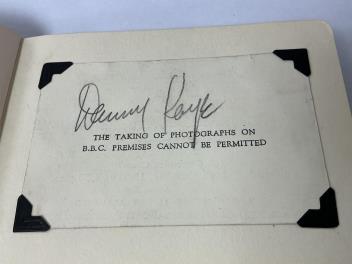 Danny Kaye
THE TAKING OF PHOTOGRAPHS ON
B.B.C. PREMISES CANNOT BE PERMITTED